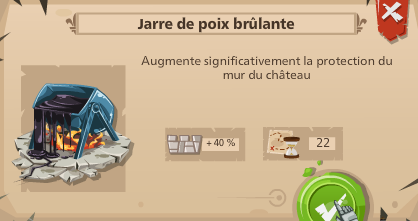 Jarre de poix brûlante
Augmente significativement la protection du
mur du château
+40 %
22